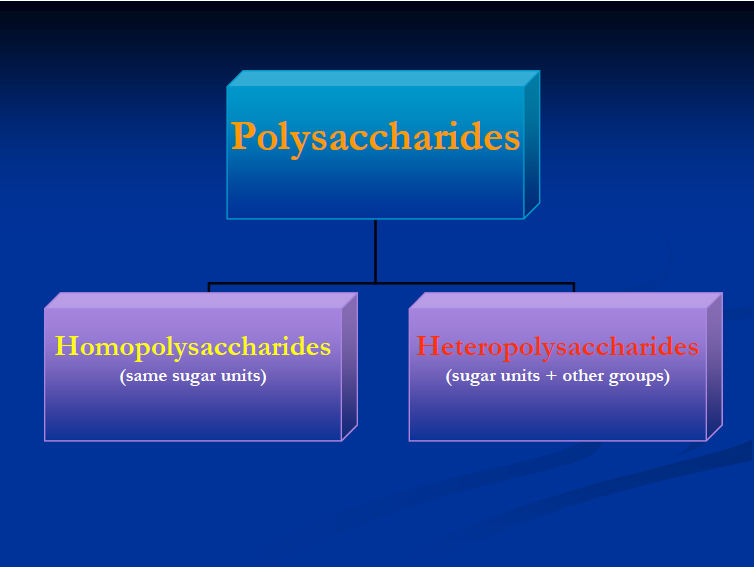 Polysaccharides
Homopolysaccharides
(same sugar units)
Heteropolysaccharides
(sugar units + other groups)